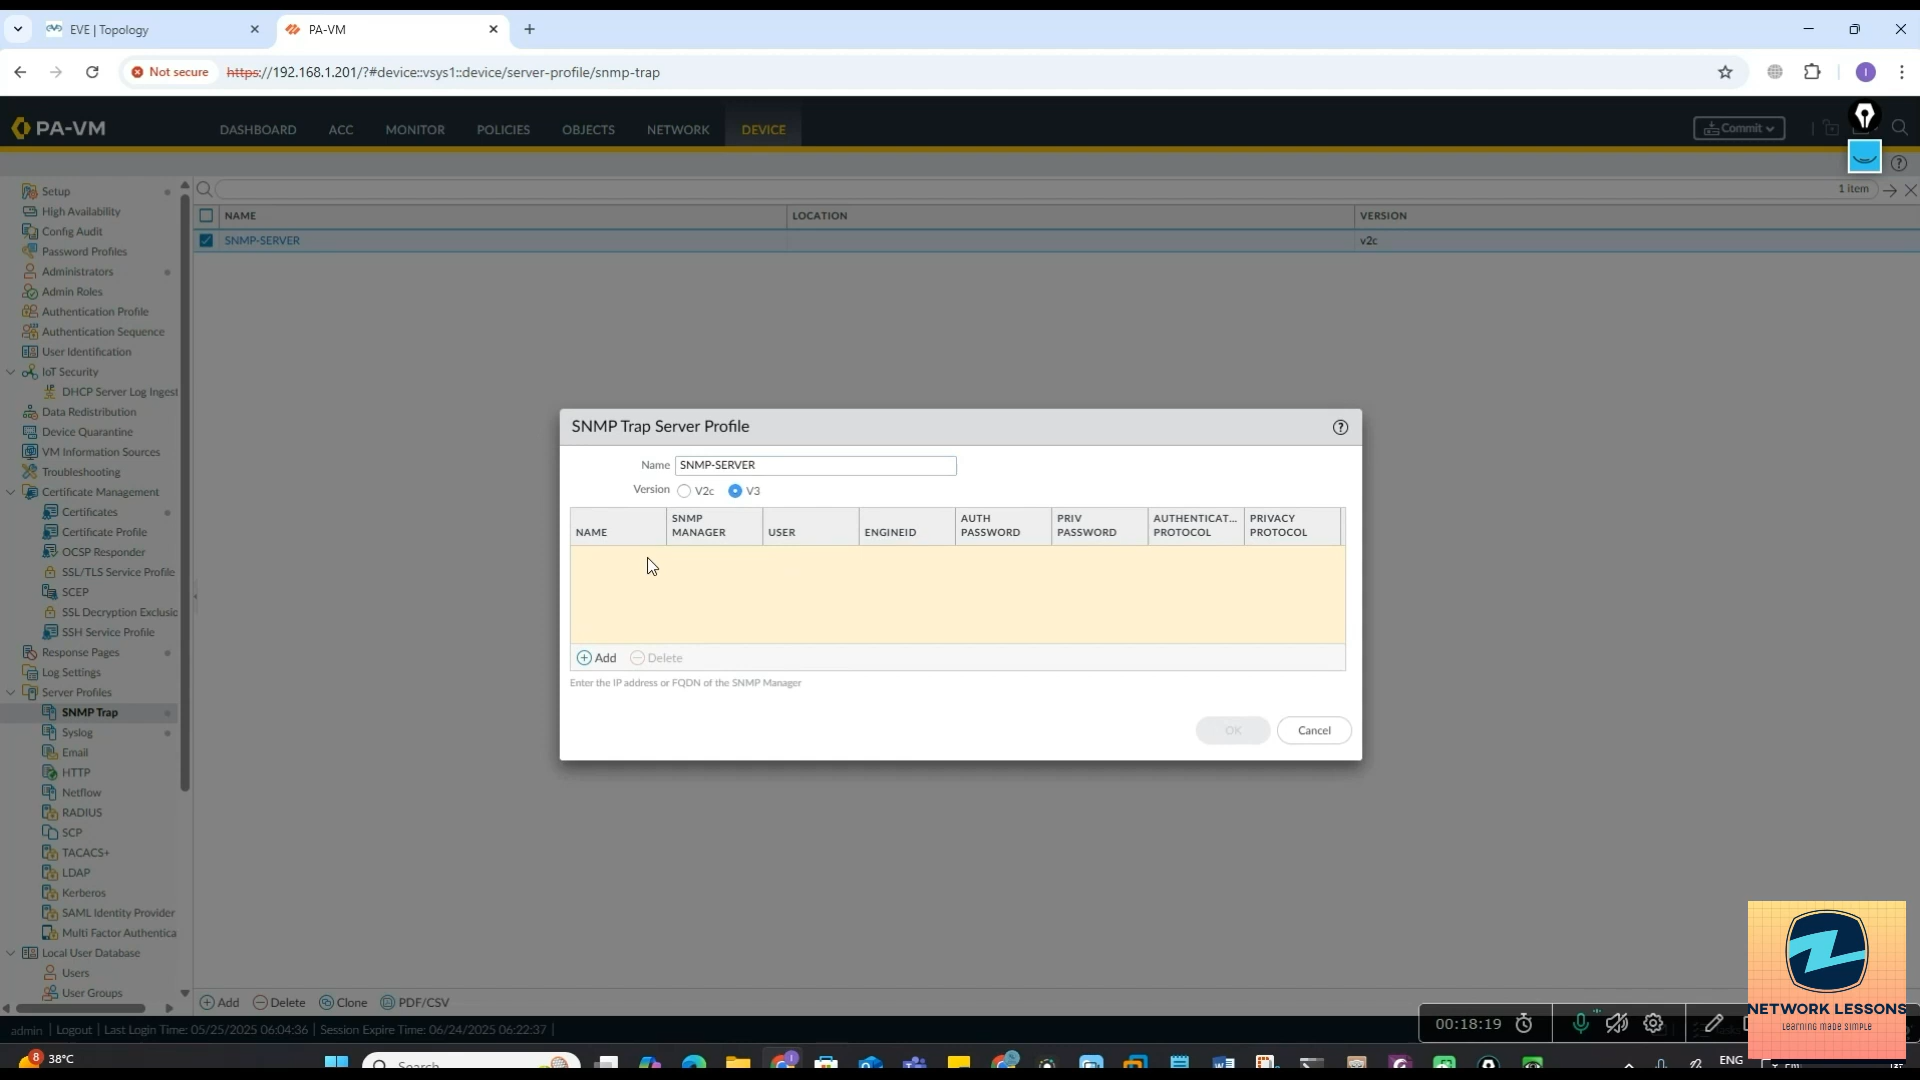 EVE | Topology
PA-VM
Not secure
https://192.168.1.201/?#device::vsys1::device/server-profile/snmp-trap
PA-VM
DASHBOARD
ACC
MONITOR
POLICIES
OBJECTS
NETWORK
DEVICE
Commit
Setup
High Availability
Config Audit
Password Profiles
Administrators
Admin Roles
Authentication Profile
Authentication Sequence
User Identification
IoT Security
DHCP Server Log Ingest
Data Redistribution
Device Quarantine
VM Information Sources
Troubleshooting
Certificate Management
Certificates
Certificate Profile
OCSP Responder
SSL/TLS Service Profile
SCEP
SSL Decryption Exclusio
SSH Service Profile
Response Pages
Log Settings
Server Profiles
SNMP Trap
Syslog
Email
HTTP
Netflow
RADIUS
SCP
TACACS+
LDAP
Kerberos
SAML Identity Provider
Multi Factor Authentica
Local User Database
Users
User Groups
1 item
NAME
LOCATION
VERSION
SNMP-SERVER
v2c
SNMP Trap Server Profile
Name SNMP-SERVER
Version V2c V3
NAME
SNMP MANAGER
USER
ENGINEID
AUTH PASSWORD
PRIV PASSWORD
AUTHENTICAT... PROTOCOL
PRIVACY PROTOCOL
Add Delete
Enter the IP address or FQDN of the SNMP Manager
OK
Cancel
Add Delete Clone PDF/CSV
admin | Logout | Last Login Time: 05/25/2025 06:04:36 | Session Expire Time: 06/24/2025 06:22:37 |
00:18:19
NETWORK LESSONS
Learning made simple
8
38°C
Search
ENG